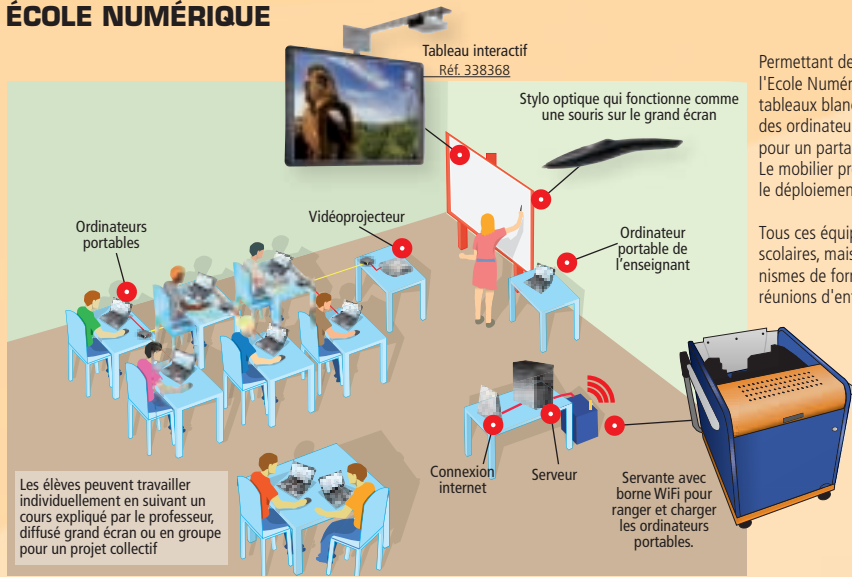 ÉCOLE NUMÉRIQUE
Tableau interactif
Réf. 338368
Stylo optique qui fonctionne comme
une souris sur le grand écran
Ordinateurs
portables
Vidéoprojecteur
Ordinateur
portable de
l'enseignant
Connexion
internet
Serveur
Servante avec
borne WiFi pour
ranger et charger
les ordinateurs
portables.
Les élèves peuvent travailler
individuellement en suivant un
cours expliqué par le professeur,
diffusé grand écran ou en groupe
pour un projet collectif
Permettant de
l'Ecole Numér
tableaux blanc
des ordinateu
pour un parta
Le mobilier pr
le déploiemen
Tous ces équip
scolaires, mais
nismes de form
réunions d'ent